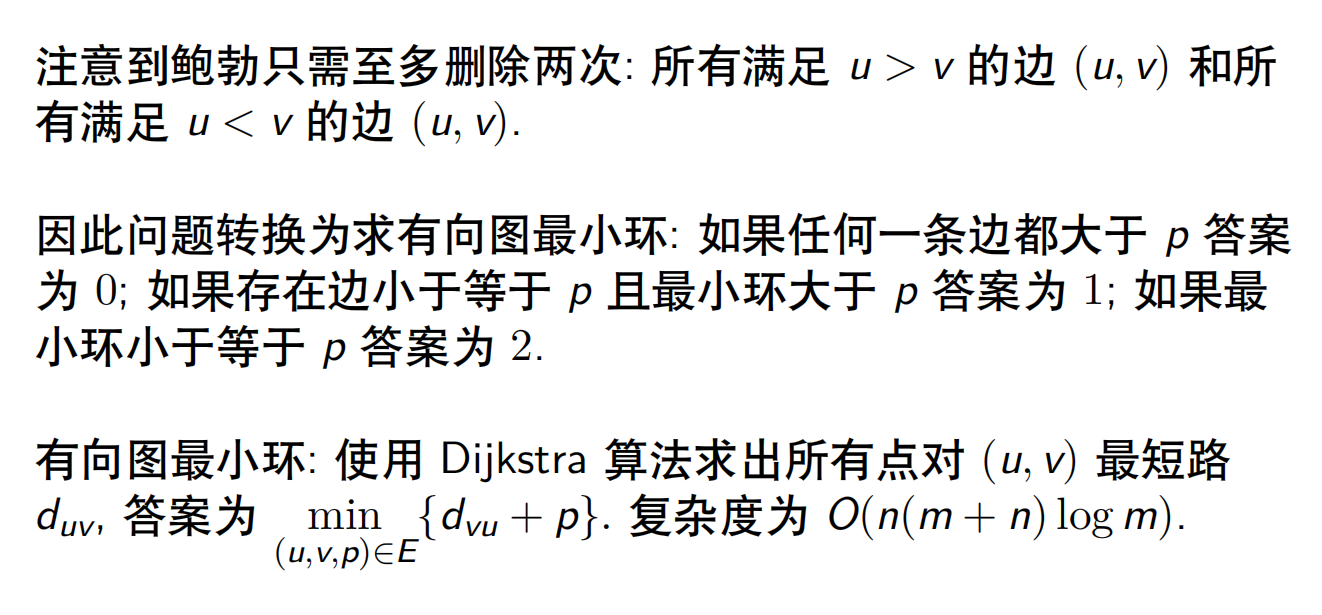 注意到鲍勃只需至多删除两次: 所有满足 u > v 的边 (u, v) 和所
有满足 u < v 的边 (u, v).
因此问题转换为求有向图最小环: 如果任何一条边都大于 p 答案
为 0; 如果存在边小于等于 p 且最小环大于 p 答案为 1; 如果最
小环小于等于 p 答案为 2.
有向图最小环: 使用 Dijkstra 算法求出所有点对 (u, v) 最短路
d_{uv}, 答案为 min_{(u,v,p)∈E} {d_{vu} + p}. 复杂度为 O(n(m + n) log m).